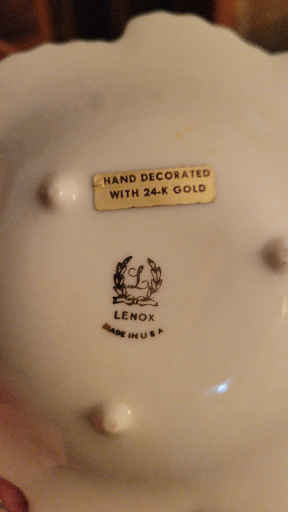 HAND DECORATED
WITH 24-K GOLD
L
LENOX
MADE IN U S A